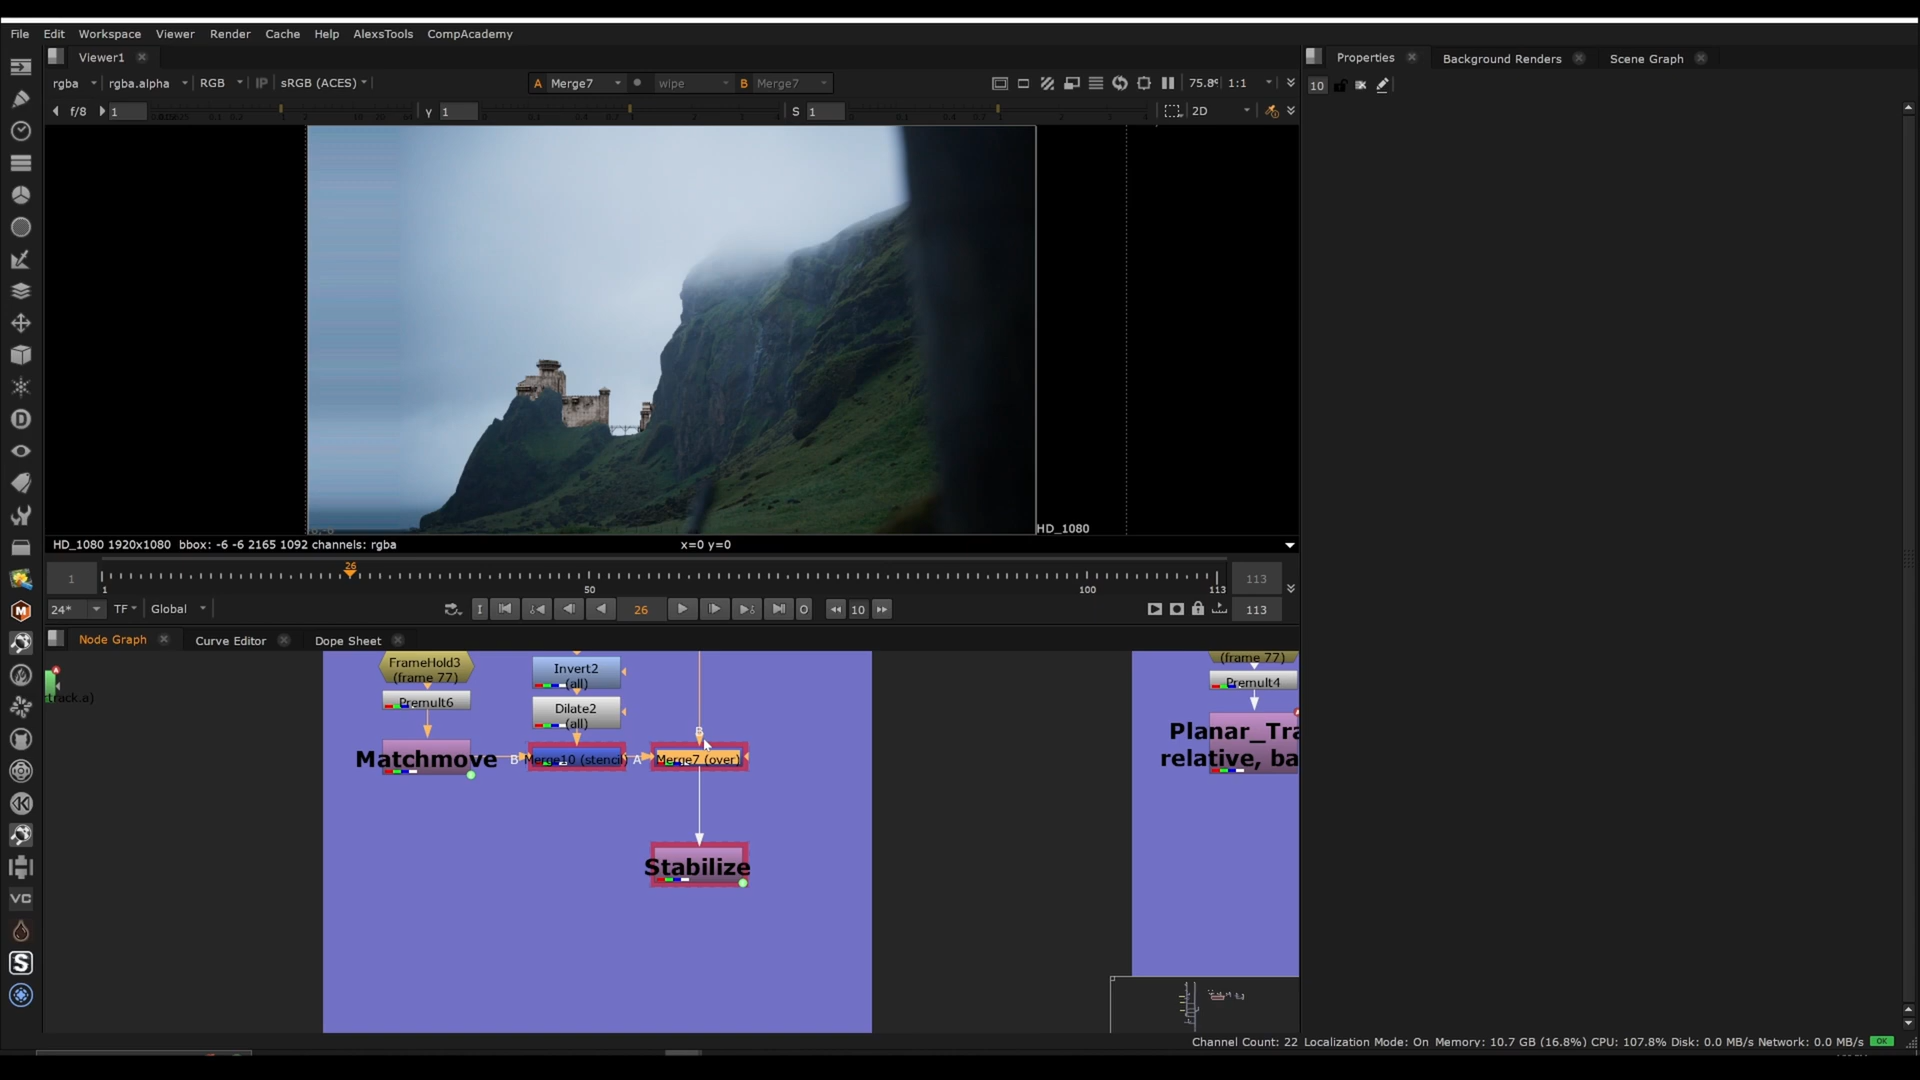 File Edit Workspace Viewer Render Cache Help AlexsTools CompAcademy
Viewer1
Properties Background Renders Scene Graph
rgba rgba.alpha RGB IP sRGB (ACES) A Merge7 wipe B Merge7 75.8% 1:1
10
f/8 1 Y 1 S 1 2D
HD_1080
HD_1080 1920x1080 bbox: -6 -6 2165 1092 channels: rgba x=0 y=0
26
1 113
1 50 100 113
24* TF Global I 26 O 10 113
Node Graph Curve Editor Dope Sheet
FrameHold3
(frame 77)
Invert2
(all)
(frame 77)
Premult4
track.a)
Premult6
Dilate2
(all)
B
Planar_Tra
relative, ba
Matchmove B Merge10 (stencil) A Merge7 (over)
Stabilize
VC
Channel Count: 22 Localization Mode: On Memory: 10.7 GB (16.8%) CPU: 107.8% Disk: 0.0 MB/s Network: 0.0 MB/s OK